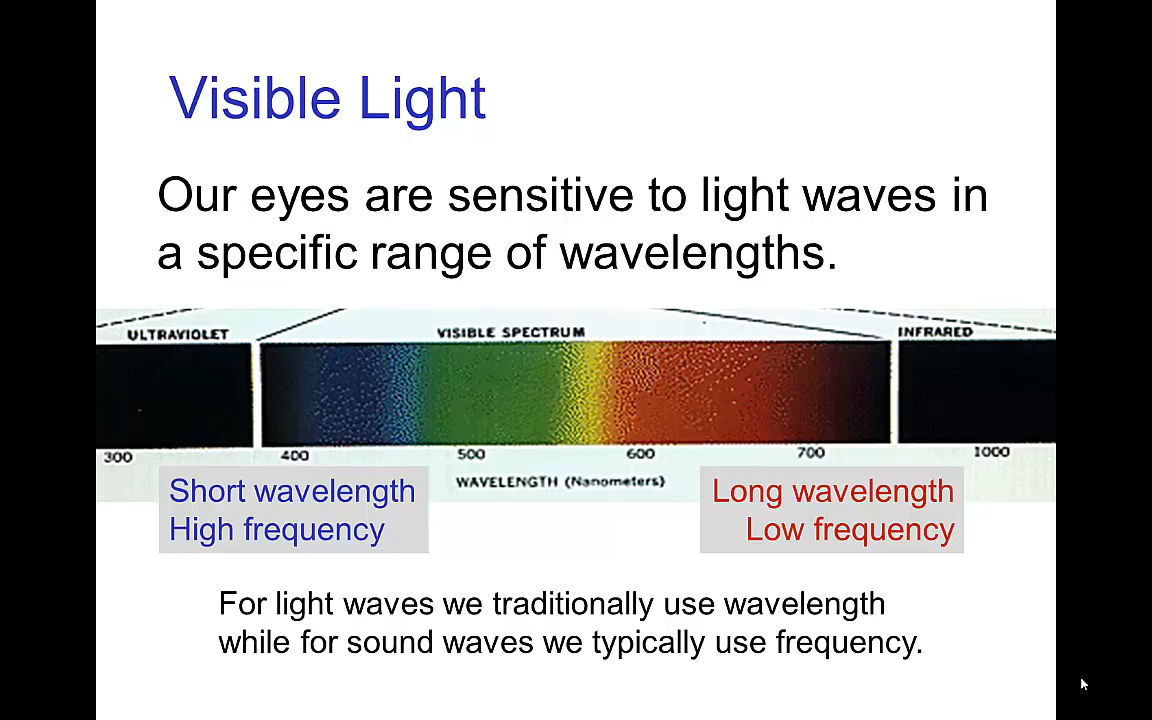 Visible Light
Our eyes are sensitive to light waves in
a specific range of wavelengths.
ULTRAVIOLET
VISIBLE SPECTRUM
INFRARED
300
400
500
600
700
1000
WAVELENGTH (Nanometers)
Short wavelength
High frequency
Long wavelength
Low frequency
For light waves we traditionally use wavelength
while for sound waves we typically use frequency.